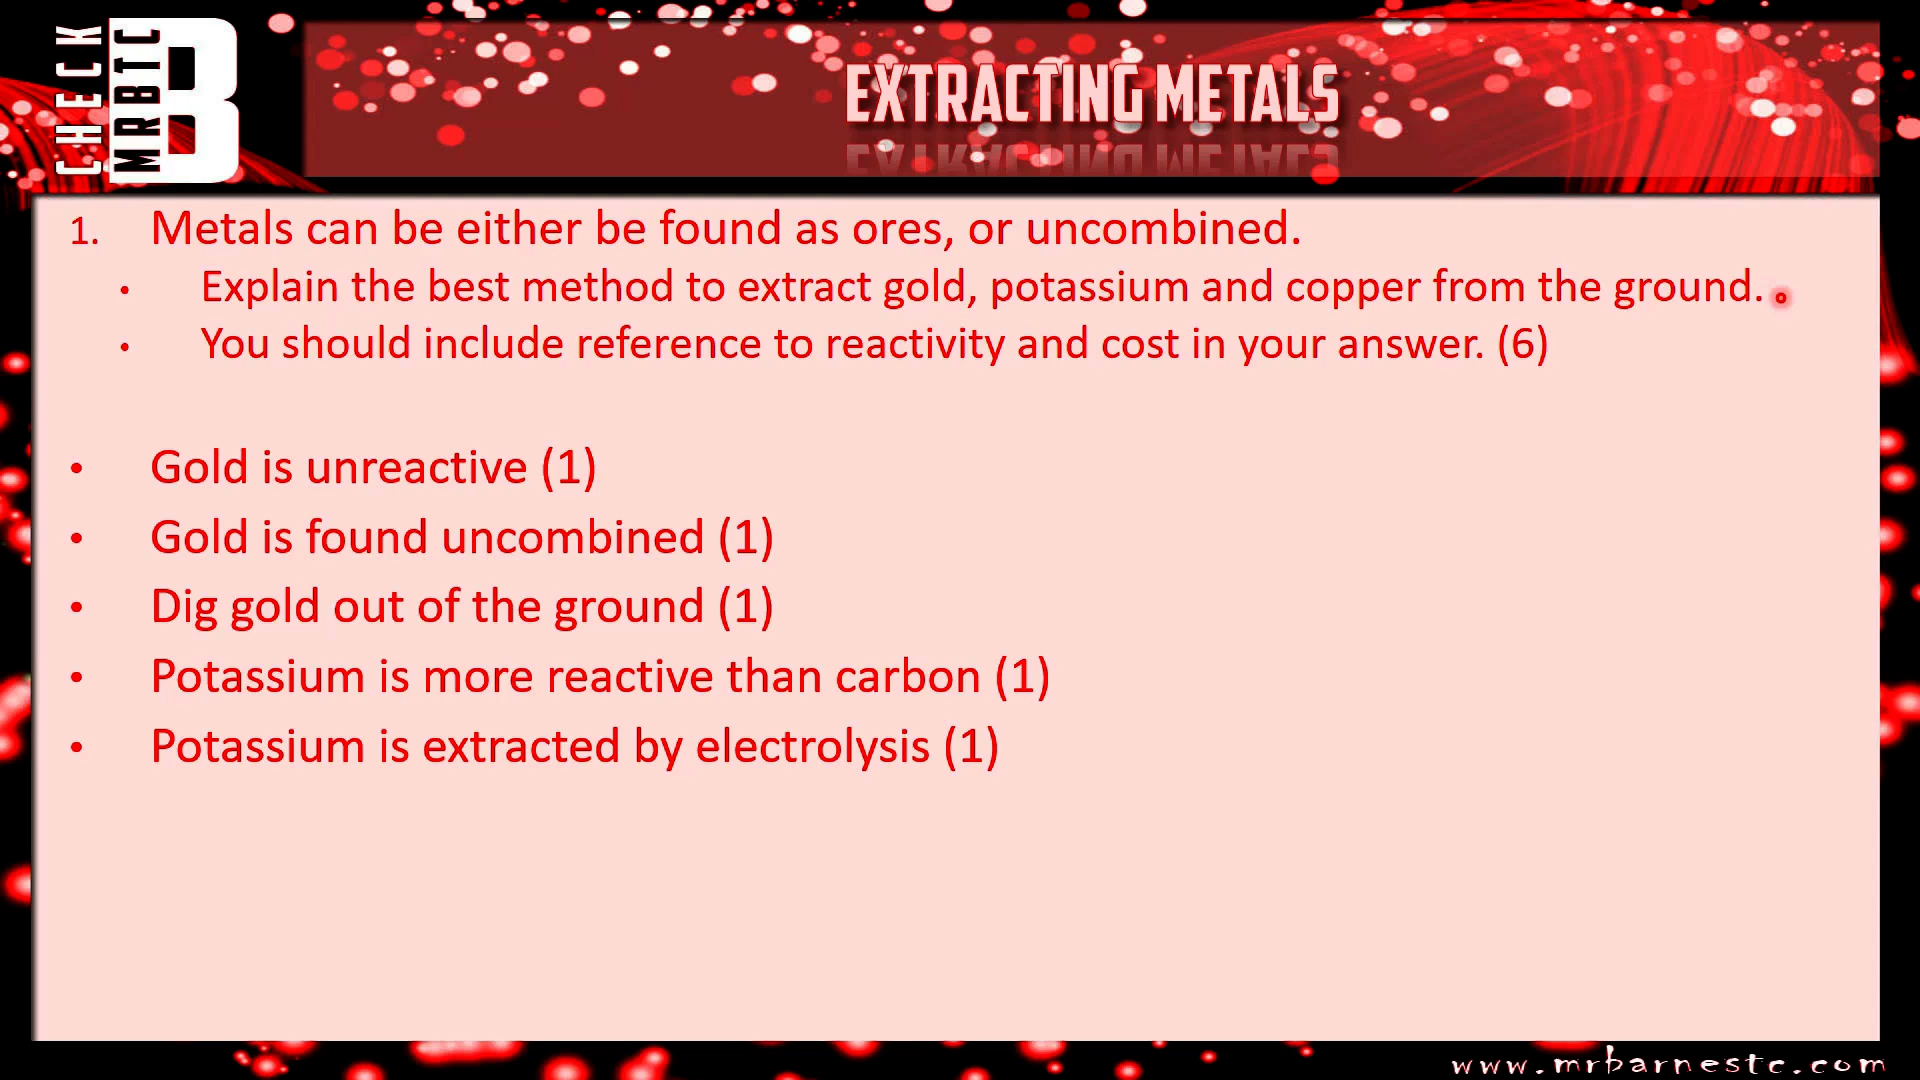 CHECK
MRBTC
B
EXTRACTING METALS
1. Metals can be either be found as ores, or uncombined.
• Explain the best method to extract gold, potassium and copper from the ground.
• You should include reference to reactivity and cost in your answer. (6)
• Gold is unreactive (1)
• Gold is found uncombined (1)
• Dig gold out of the ground (1)
• Potassium is more reactive than carbon (1)
• Potassium is extracted by electrolysis (1)
www.mrbarnestc.com